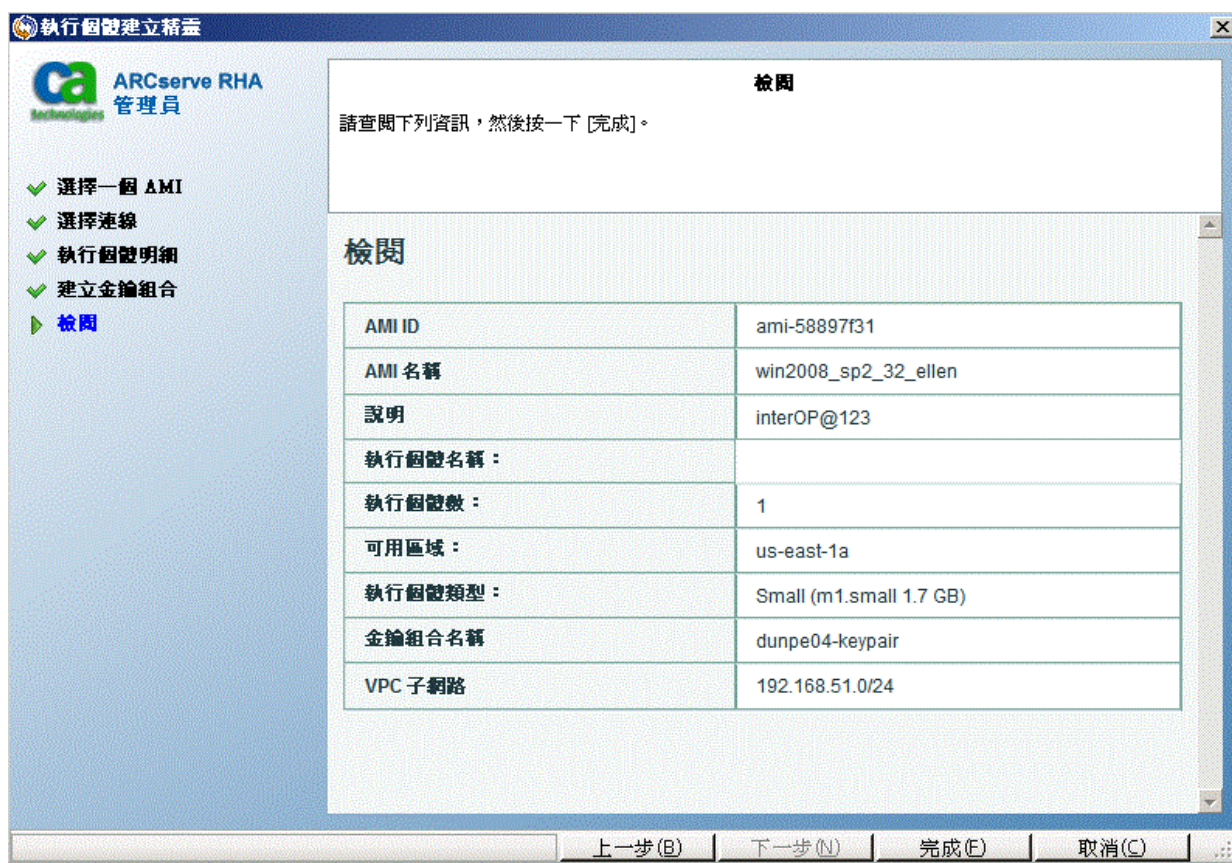 執行個體建立精靈
ca
technologies
ARCserve RHA
管理員
選擇一個 AMI
選擇連線
執行個體明細
建立金鑰組合
檢閱
檢閱
請查閱下列資訊，然後按一下 [完成]。
檢閱
AMI ID ami-58897f31
AMI 名稱 win2008_sp2_32_ellen
說明 interOP@123
執行個體名稱：
執行個體數： 1
可用區域： us-east-1a
執行個體類型： Small (m1.small 1.7 GB)
金鑰組合名稱 dunpe04-keypair
VPC 子網路 192.168.51.0/24
上一步(B) 下一步(N) 完成(F) 取消(C)